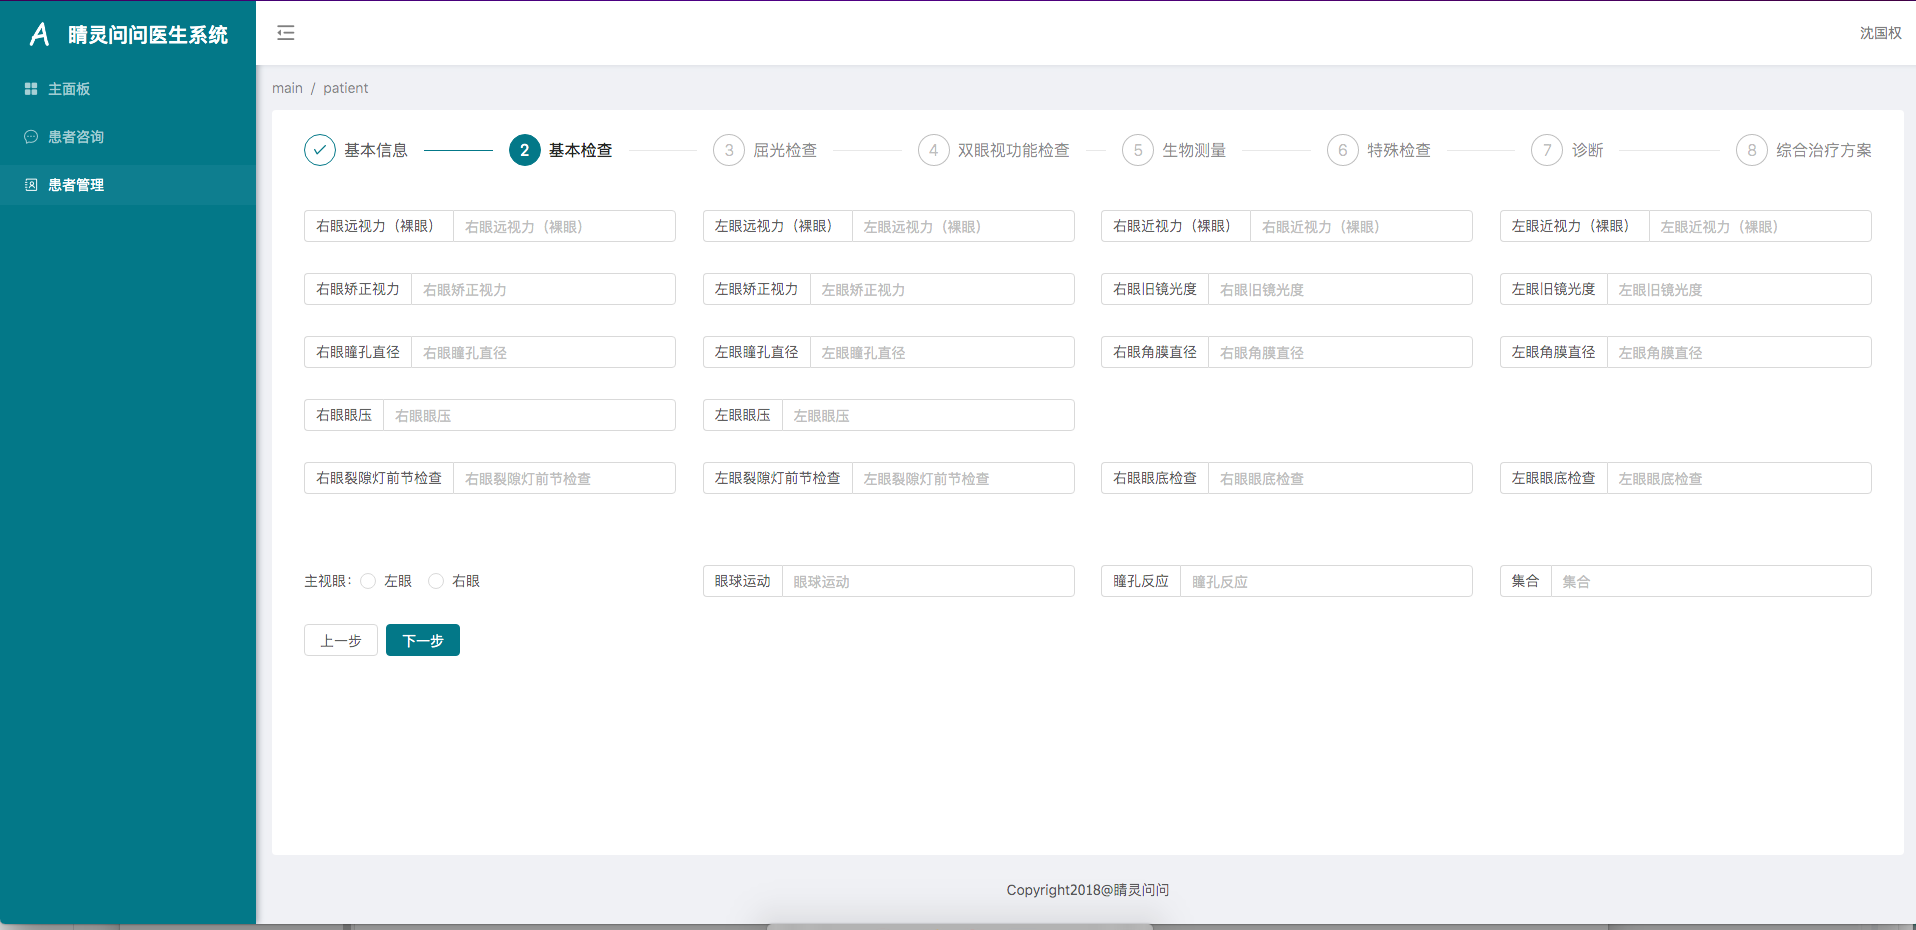 睛灵问问医生系统
沈国权
主面板
患者咨询
患者管理
main / patient
基本信息
2 基本检查
3 屈光检查
4 双眼视功能检查
5 生物测量
6 特殊检查
7 诊断
8 综合治疗方案
右眼远视力（裸眼） 右眼远视力（裸眼）
左眼远视力（裸眼） 左眼远视力（裸眼）
右眼近视力（裸眼） 右眼近视力（裸眼）
左眼近视力（裸眼） 左眼近视力（裸眼）
右眼矫正视力 右眼矫正视力
左眼矫正视力 左眼矫正视力
右眼旧镜光度 右眼旧镜光度
左眼旧镜光度 左眼旧镜光度
右眼瞳孔直径 右眼瞳孔直径
左眼瞳孔直径 左眼瞳孔直径
右眼角膜直径 右眼角膜直径
左眼角膜直径 左眼角膜直径
右眼眼压 右眼眼压
左眼眼压 左眼眼压
右眼裂隙灯前节检查 右眼裂隙灯前节检查
左眼裂隙灯前节检查 左眼裂隙灯前节检查
右眼眼底检查 右眼眼底检查
左眼眼底检查 左眼眼底检查
主视眼: 左眼 右眼
眼球运动 眼球运动
瞳孔反应 瞳孔反应
集合 集合
上一步
下一步
Copyright2018@睛灵问问